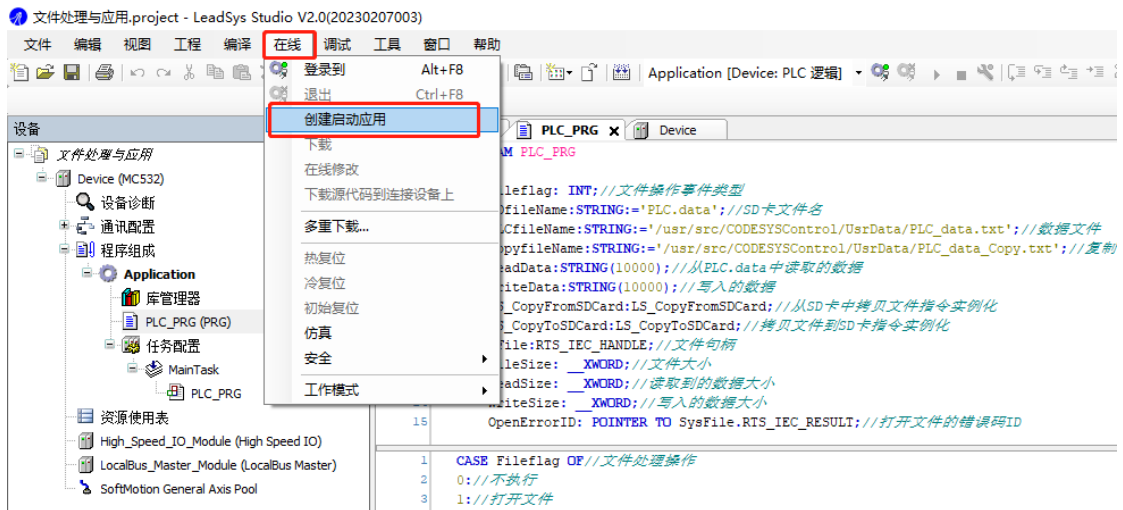 文件处理与应用.project - LeadSys Studio V2.0(20230207003)
文件 编辑 视图 工程 编译 在线 调试 工具 窗口 帮助
Application [Device: PLC 逻辑]
登录到 Alt+F8
退出 Ctrl+F8
创建启动应用
下载
在线修改
下载源代码到连接设备上
多重下载...
热复位
冷复位
初始复位
仿真
安全
工作模式
设备
文件处理与应用
Device (MC532)
设备诊断
通讯配置
程序组成
Application
库管理器
PLC_PRG (PRG)
任务配置
MainTask
PLC_PRG
资源使用表
High_Speed_IO_Module (High Speed IO)
LocalBus_Master_Module (LocalBus Master)
SoftMotion General Axis Pool
PLC_PRG Device
AM PLC_PRG
ileflag: INT;//文件操作事件类型
fileName:STRING:='PLC.data';//SD卡文件名
CfileName:STRING:='/usr/src/CODESYSControl/UsrData/PLC_data.txt';//数据文件
opyfileName:STRING:='/usr/src/CODESYSControl/UsrData/PLC_data_Copy.txt';//复制
eadData:STRING(10000);//从PLC.data中读取的数据
riteData:STRING(10000);//写入的数据
S_CopyFromSDCard:LS_CopyFromSDCard;//从SD卡中拷贝文件指令实例化
S_CopyToSDCard:LS_CopyToSDCard;//拷贝文件到SD卡指令实例化
File:RTS_IEC_HANDLE;//文件句柄
leSize: __XWORD;//文件大小
eadSize: __XWORD;//读取到的数据大小
writeSize: __XWORD;//写入的数据大小
15 OpenErrorID: POINTER TO SysFile.RTS_IEC_RESULT;//打开文件的错误码ID
1 CASE Fileflag OF//文件处理操作
2 0://不执行
3 1://打开文件